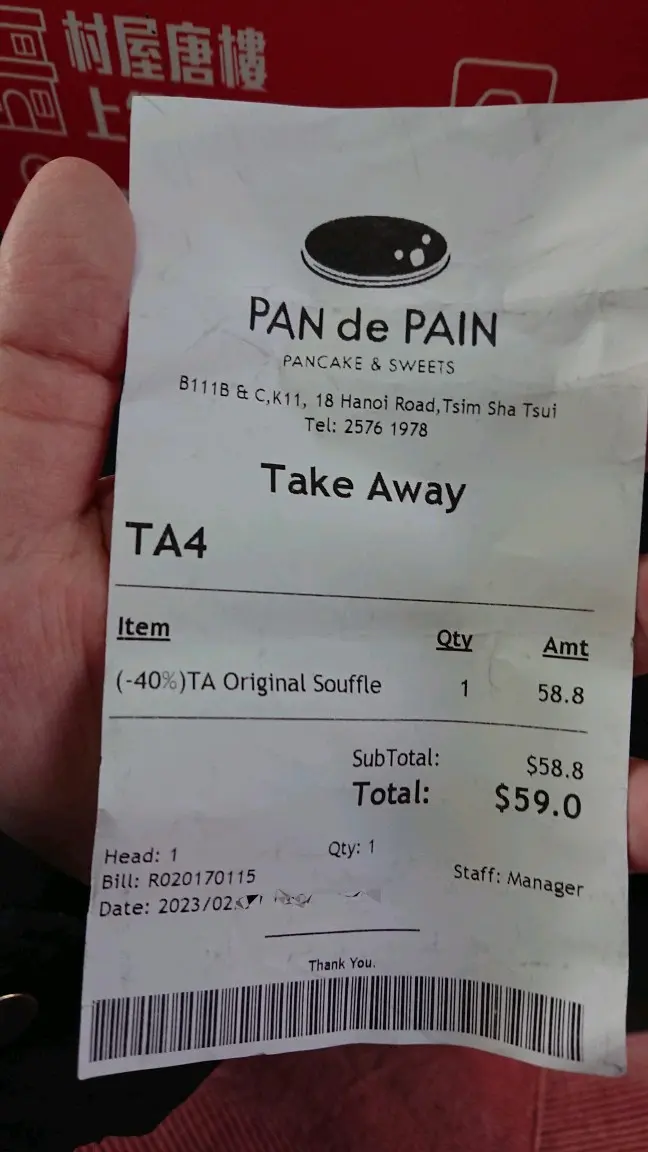 村屋唐樓
上
PAN de PAIN
PANCAKE & SWEETS
B111B & C,K11, 18 Hanoi Road,Tsim Sha Tsui
Tel: 2576 1978
Take Away
TA4
Item Qty Amt
(-40%)TA Original Souffle 1 58.8
SubTotal: $58.8
Total: $59.0
Head: 1 Qty: 1
Bill: R020170115 Staff: Manager
Date: 2023/02
Thank You.